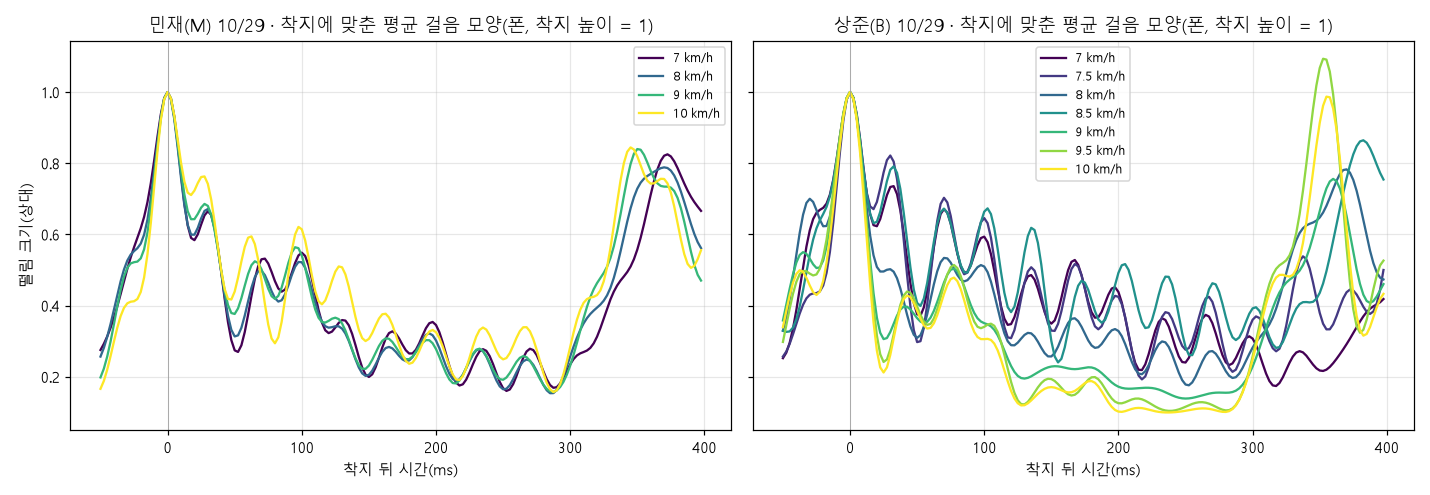 민재(M) 10/29 · 착지에 맞춘 평균 걸음 모양(폰, 착지 높이 = 1)
떨림 크기(상대)
1.0
0.8
0.6
0.4
0.2
7 km/h
8 km/h
9 km/h
10 km/h
0
100
200
300
400
착지 뒤 시간(ms)
상준(B) 10/29 · 착지에 맞춘 평균 걸음 모양(폰, 착지 높이 = 1)
7 km/h
7.5 km/h
8 km/h
8.5 km/h
9 km/h
9.5 km/h
10 km/h
0
100
200
300
400
착지 뒤 시간(ms)